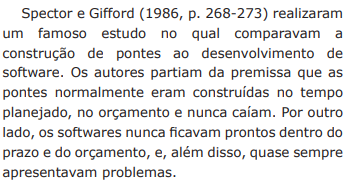 Spector e Gifford (1986, p. 268-273) realizaram
um famoso estudo no qual comparavam a
construção de pontes ao desenvolvimento de
software. Os autores partiam da premissa que as
pontes normalmente eram construídas no tempo
planejado, no orçamento e nunca caíam. Por outro
lado, os softwares nunca ficavam prontos dentro do
prazo e do orçamento, e, além disso, quase sempre
apresentavam problemas.